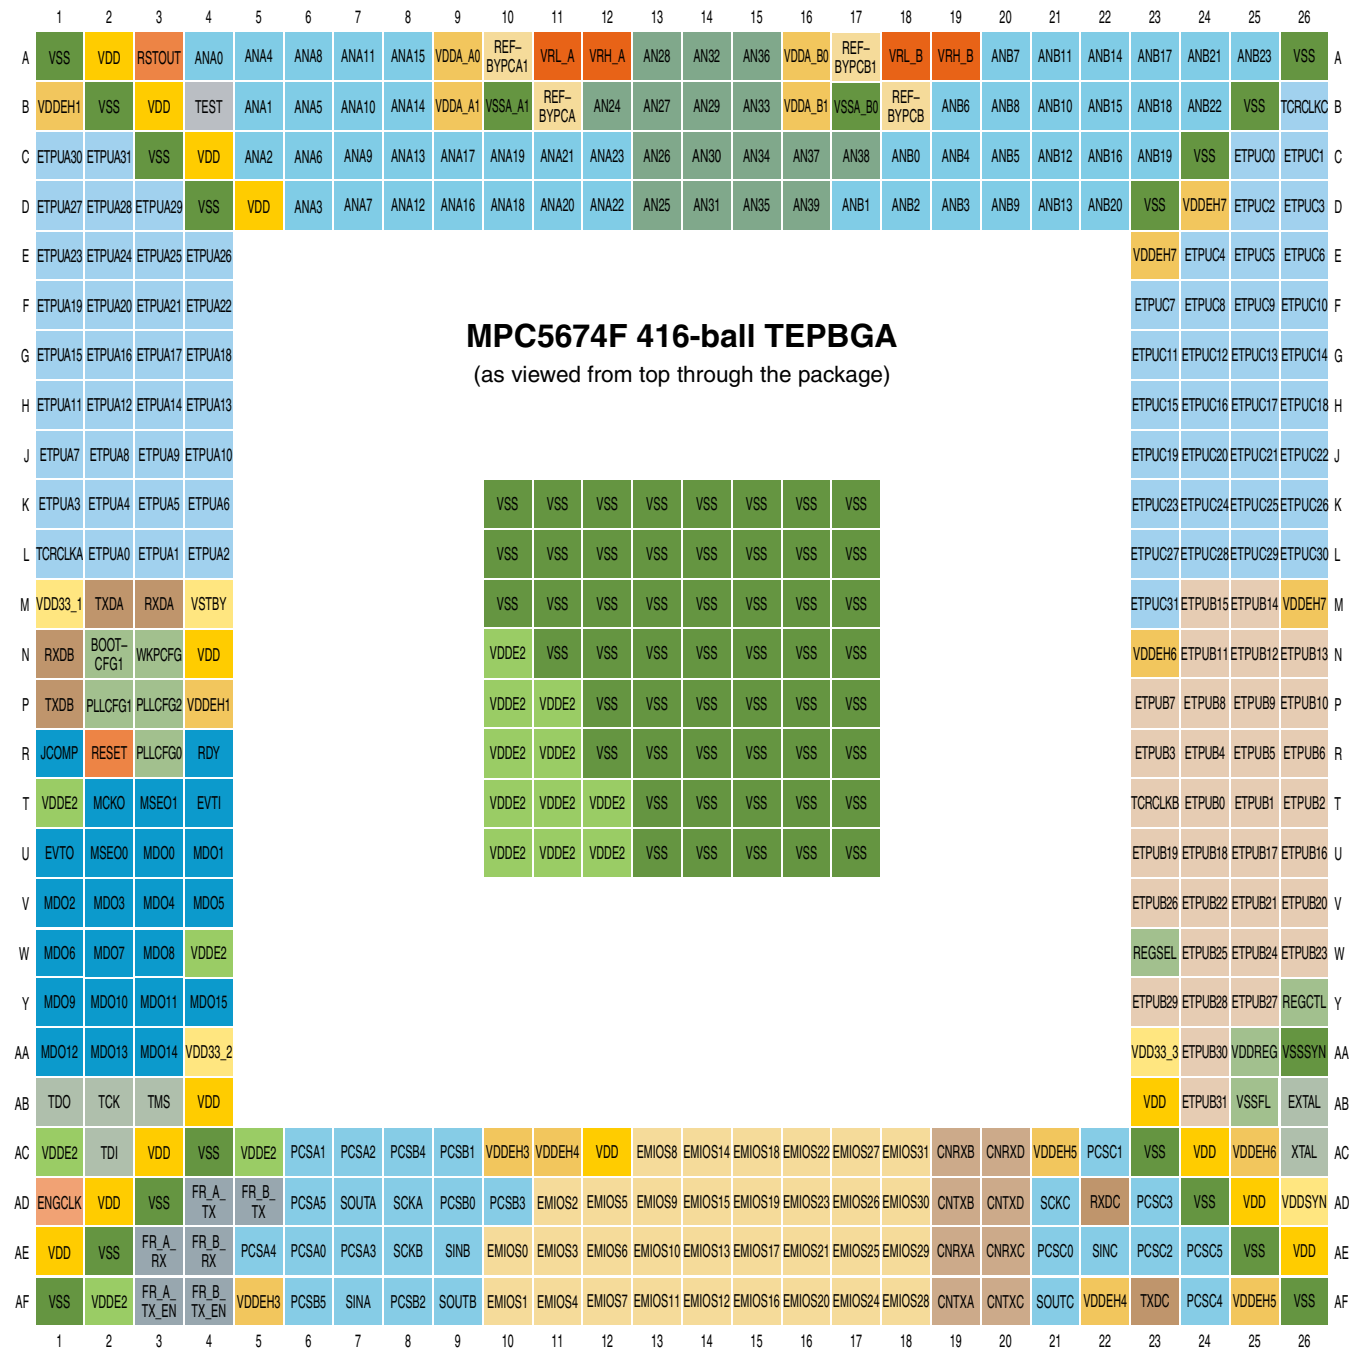 1 2 3 4 5 6 7 8 9 10 11 12 13 14 15 16 17 18 19 20 21 22 23 24 25 26
A VSS VDD RSTOUT ANA0 ANA4 ANA8 ANA11 ANA15 VDDA_A0 REF–BYPCA1 VRL_A VRH_A AN28 AN32 AN36 VDDA_B0 REF–BYPCB1 VRL_B VRH_B ANB7 ANB11 ANB14 ANB17 ANB21 ANB23 VSS A
B VDDEH1 VSS VDD TEST ANA1 ANA5 ANA10 ANA14 VDDA_A1 VSSA_A1 REF–BYPCA AN24 AN27 AN29 AN33 VDDA_B1 VSSA_B0 REF–BYPCB ANB6 ANB8 ANB10 ANB15 ANB18 ANB22 VSS TCRCLKC B
C ETPUA30 ETPUA31 VSS VDD ANA2 ANA6 ANA9 ANA13 ANA17 ANA19 ANA21 ANA23 AN26 AN30 AN34 AN37 AN38 ANB0 ANB4 ANB5 ANB12 ANB16 ANB19 VSS ETPUC0 ETPUC1 C
D ETPUA27 ETPUA28 ETPUA29 VSS VDD ANA3 ANA7 ANA12 ANA16 ANA18 ANA20 ANA22 AN25 AN31 AN35 AN39 ANB1 ANB2 ANB3 ANB9 ANB13 ANB20 VSS VDDEH7 ETPUC2 ETPUC3 D
E ETPUA23 ETPUA24 ETPUA25 ETPUA26 VDDEH7 ETPUC4 ETPUC5 ETPUC6 E
F ETPUA19 ETPUA20 ETPUA21 ETPUA22 ETPUC7 ETPUC8 ETPUC9 ETPUC10 F
MPC5674F 416-ball TEPBGA
G ETPUA15 ETPUA16 ETPUA17 ETPUA18 ETPUC11 ETPUC12 ETPUC13 ETPUC14 G
(as viewed from top through the package)
H ETPUA11 ETPUA12 ETPUA14 ETPUA13 ETPUC15 ETPUC16 ETPUC17 ETPUC18 H
J ETPUA7 ETPUA8 ETPUA9 ETPUA10 ETPUC19 ETPUC20 ETPUC21 ETPUC22 J
K ETPUA3 ETPUA4 ETPUA5 ETPUA6 VSS VSS VSS VSS VSS VSS VSS VSS ETPUC23 ETPUC24 ETPUC25 ETPUC26 K
L TCRCLKA ETPUA0 ETPUA1 ETPUA2 VSS VSS VSS VSS VSS VSS VSS VSS ETPUC27 ETPUC28 ETPUC29 ETPUC30 L
M VDD33_1 TXDA RXDA VSTBY VSS VSS VSS VSS VSS VSS VSS VSS ETPUC31 ETPUB15 ETPUB14 VDDEH7 M
N RXDB BOOT–CFG1 WKPCFG VDD VDDE2 VSS VSS VSS VSS VSS VSS VSS VDDEH6 ETPUB11 ETPUB12 ETPUB13 N
P TXDB PLLCFG1 PLLCFG2 VDDEH1 VDDE2 VDDE2 VSS VSS VSS VSS VSS VSS ETPUB7 ETPUB8 ETPUB9 ETPUB10 P
R JCOMP RESET PLLCFG0 RDY VDDE2 VDDE2 VSS VSS VSS VSS VSS VSS ETPUB3 ETPUB4 ETPUB5 ETPUB6 R
T VDDE2 MCKO MSEO1 EVTI VDDE2 VDDE2 VDDE2 VSS VSS VSS VSS VSS TCRCLKB ETPUB0 ETPUB1 ETPUB2 T
U EVTO MSEO0 MDO0 MDO1 VDDE2 VDDE2 VDDE2 VSS VSS VSS VSS VSS ETPUB19 ETPUB18 ETPUB17 ETPUB16 U
V MDO2 MDO3 MDO4 MDO5 ETPUB26 ETPUB22 ETPUB21 ETPUB20 V
W MDO6 MDO7 MDO8 VDDE2 REGSEL ETPUB25 ETPUB24 ETPUB23 W
Y MDO9 MDO10 MDO11 MDO15 ETPUB29 ETPUB28 ETPUB27 REGCTL Y
AA MDO12 MDO13 MDO14 VDD33_2 VDD33_3 ETPUB30 VDDREG VSSSYN AA
AB TDO TCK TMS VDD VDD ETPUB31 VSSFL EXTAL AB
AC VDDE2 TDI VDD VSS VDDE2 PCSA1 PCSA2 PCSB4 PCSB1 VDDEH3 VDDEH4 VDD EMIOS8 EMIOS14 EMIOS18 EMIOS22 EMIOS27 EMIOS31 CNRXB CNRXD VDDEH5 PCSC1 VSS VDD VDDEH6 XTAL AC
AD ENGCLK VDD VSS FR_A_TX FR_B_TX PCSA5 SOUTA SCKA PCSB0 PCSB3 EMIOS2 EMIOS5 EMIOS9 EMIOS15 EMIOS19 EMIOS23 EMIOS26 EMIOS30 CNTXB CNTXD SCKC RXDC PCSC3 VSS VDD VDDSYN AD
AE VDD VSS FR_A_RX FR_B_RX PCSA4 PCSA0 PCSA3 SCKB SINB EMIOS0 EMIOS3 EMIOS6 EMIOS10 EMIOS13 EMIOS17 EMIOS21 EMIOS25 EMIOS29 CNRXA CNRXC PCSC0 SINC PCSC2 PCSC5 VSS VDD AE
AF VSS VDDE2 FR_A_TX_EN FR_B_TX_EN VDDEH3 PCSB5 SINA PCSB2 SOUTB EMIOS1 EMIOS4 EMIOS7 EMIOS11 EMIOS12 EMIOS16 EMIOS20 EMIOS24 EMIOS28 CNTXA CNTXC SOUTC VDDEH4 TXDC PCSC4 VDDEH5 VSS AF
1 2 3 4 5 6 7 8 9 10 11 12 13 14 15 16 17 18 19 20 21 22 23 24 25 26